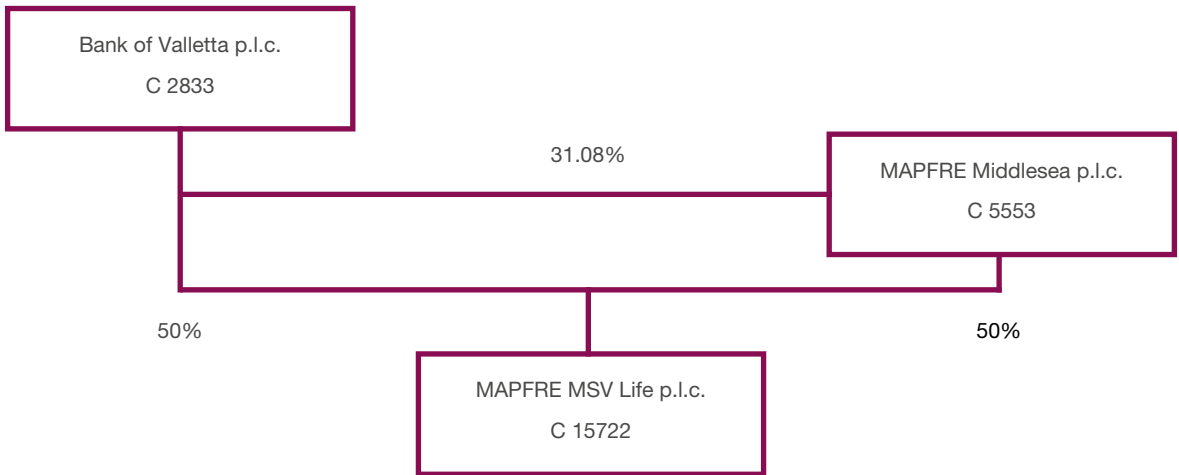 Bank of Valletta p.l.c.
C 2833
31.08%
MAPFRE Middlesea p.l.c.
C 5553
50%
50%
MAPFRE MSV Life p.l.c.
C 15722